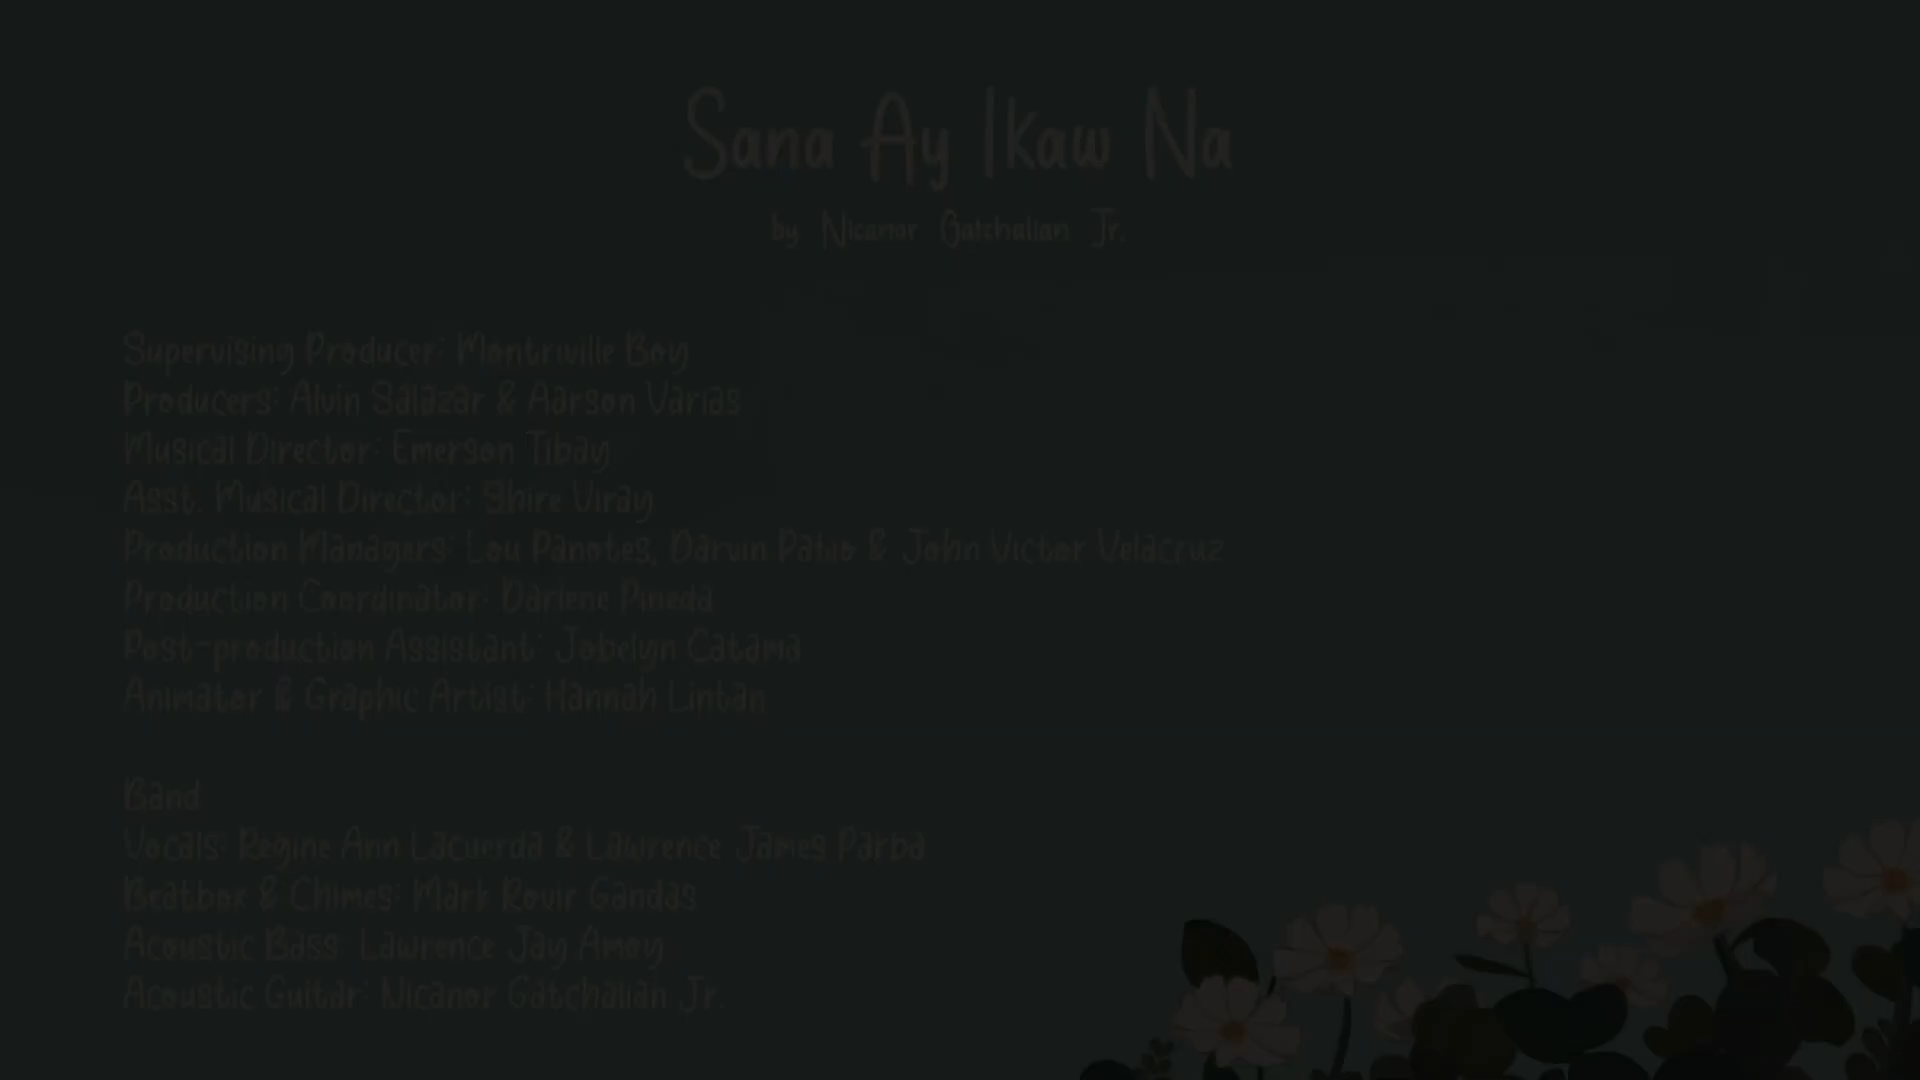 Sana Ay Ikaw Na
by Nicanor Gatchalian Jr.
Supervising Producer: Montriville Boy
Producers: Alvin Salazar & Aarson Varias
Musical Director: Emerson Tibay
Asst. Musical Director: Shire Viray
Production Managers: Lou Panotes, Darvin Patio & John Victor Velacruz
Production Coordinator: Darlene Pineda
Post-production Assistant: Jobelyn Catama
Animator & Graphic Artist: Hannah Lintan
Band
Vocals: Regine Ann Lacuerda & Lawrence James Parba
Beatbox & Chimes: Mark Rovir Gandas
Acoustic Bass: Lawrence Jay Amoy
Acoustic Guitar: Nicanor Gatchalian Jr.